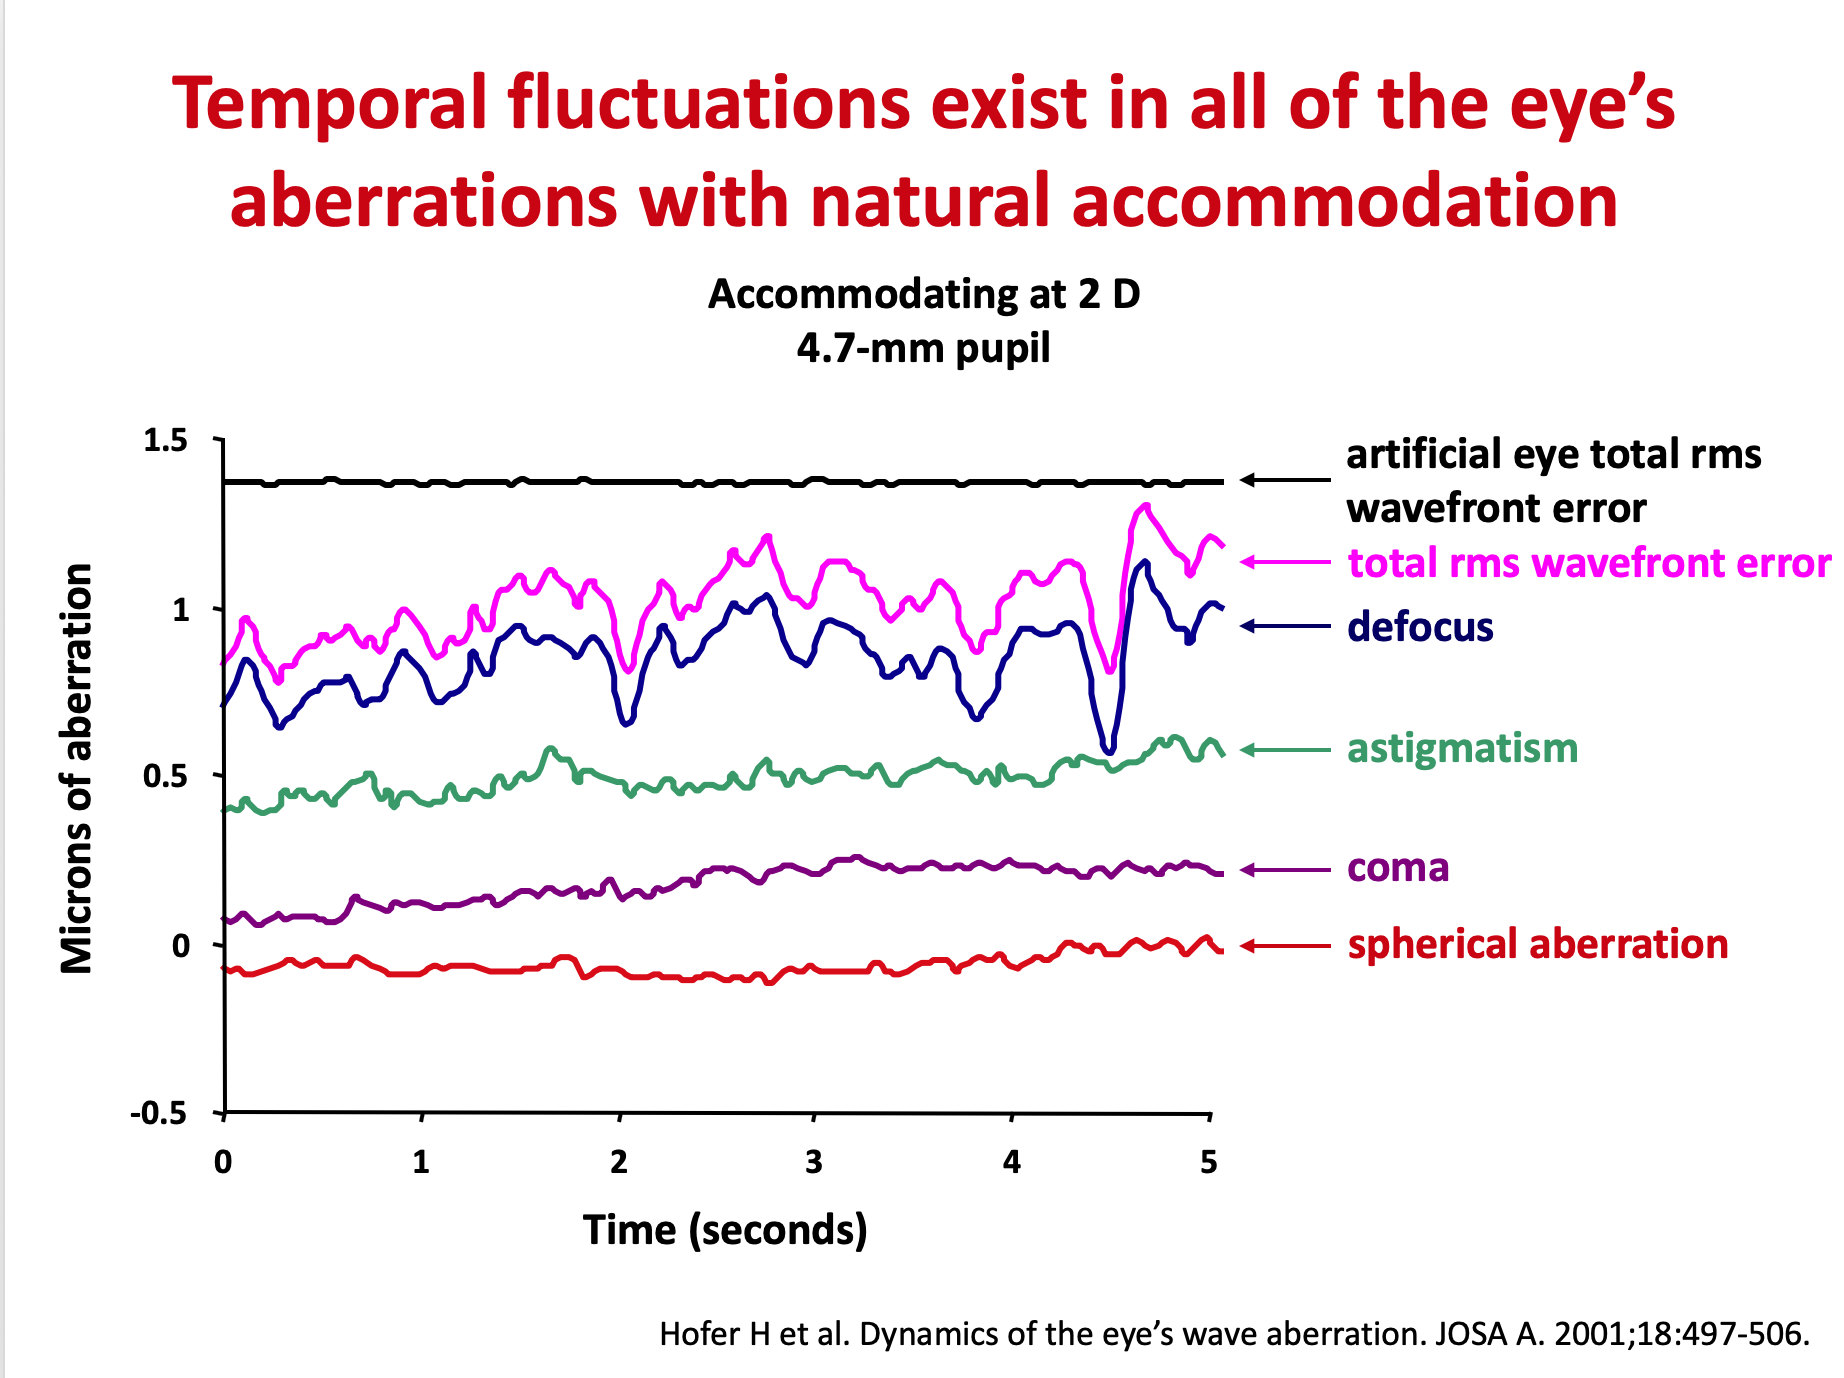 Temporal fluctuations exist in all of the eye’s
aberrations with natural accommodation
Accommodating at 2 D
4.7-mm pupil
1.5
1
0.5
0
-0.5
Microns of aberration
0 1 2 3 4 5
Time (seconds)
artificial eye total rms
wavefront error
total rms wavefront error
defocus
astigmatism
coma
spherical aberration
Hofer H et al. Dynamics of the eye’s wave aberration. JOSA A. 2001;18:497-506.